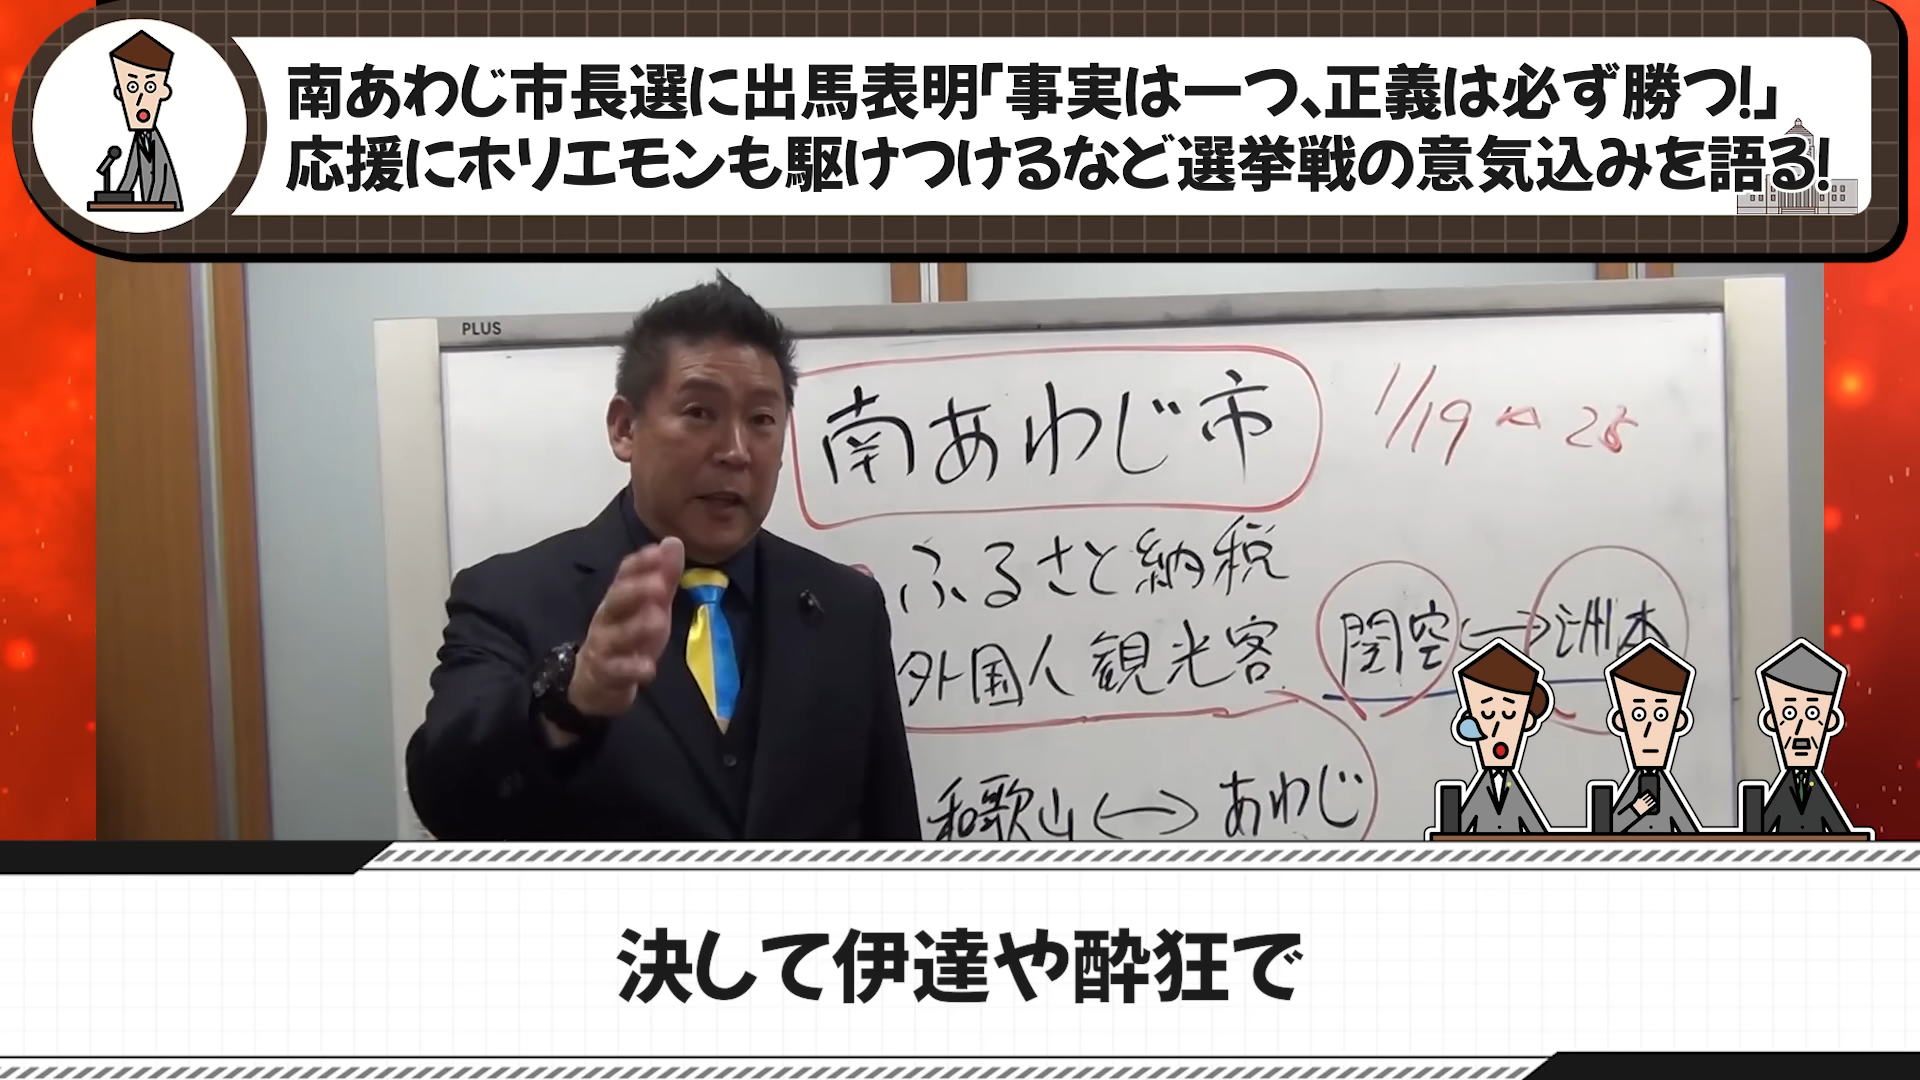 南あわじ市長選に出馬表明｢事実は一つ､正義は必ず勝つ!｣
応援にホリエモンも駆けつけるなど選挙戦の意気込みを語る!
PLUS
南あわじ市
1/19 〜 25
ふるさと納税
関空 ↔ 洲本
外国人観光客
和歌山 ↔ あわじ
決して伊達や酔狂で